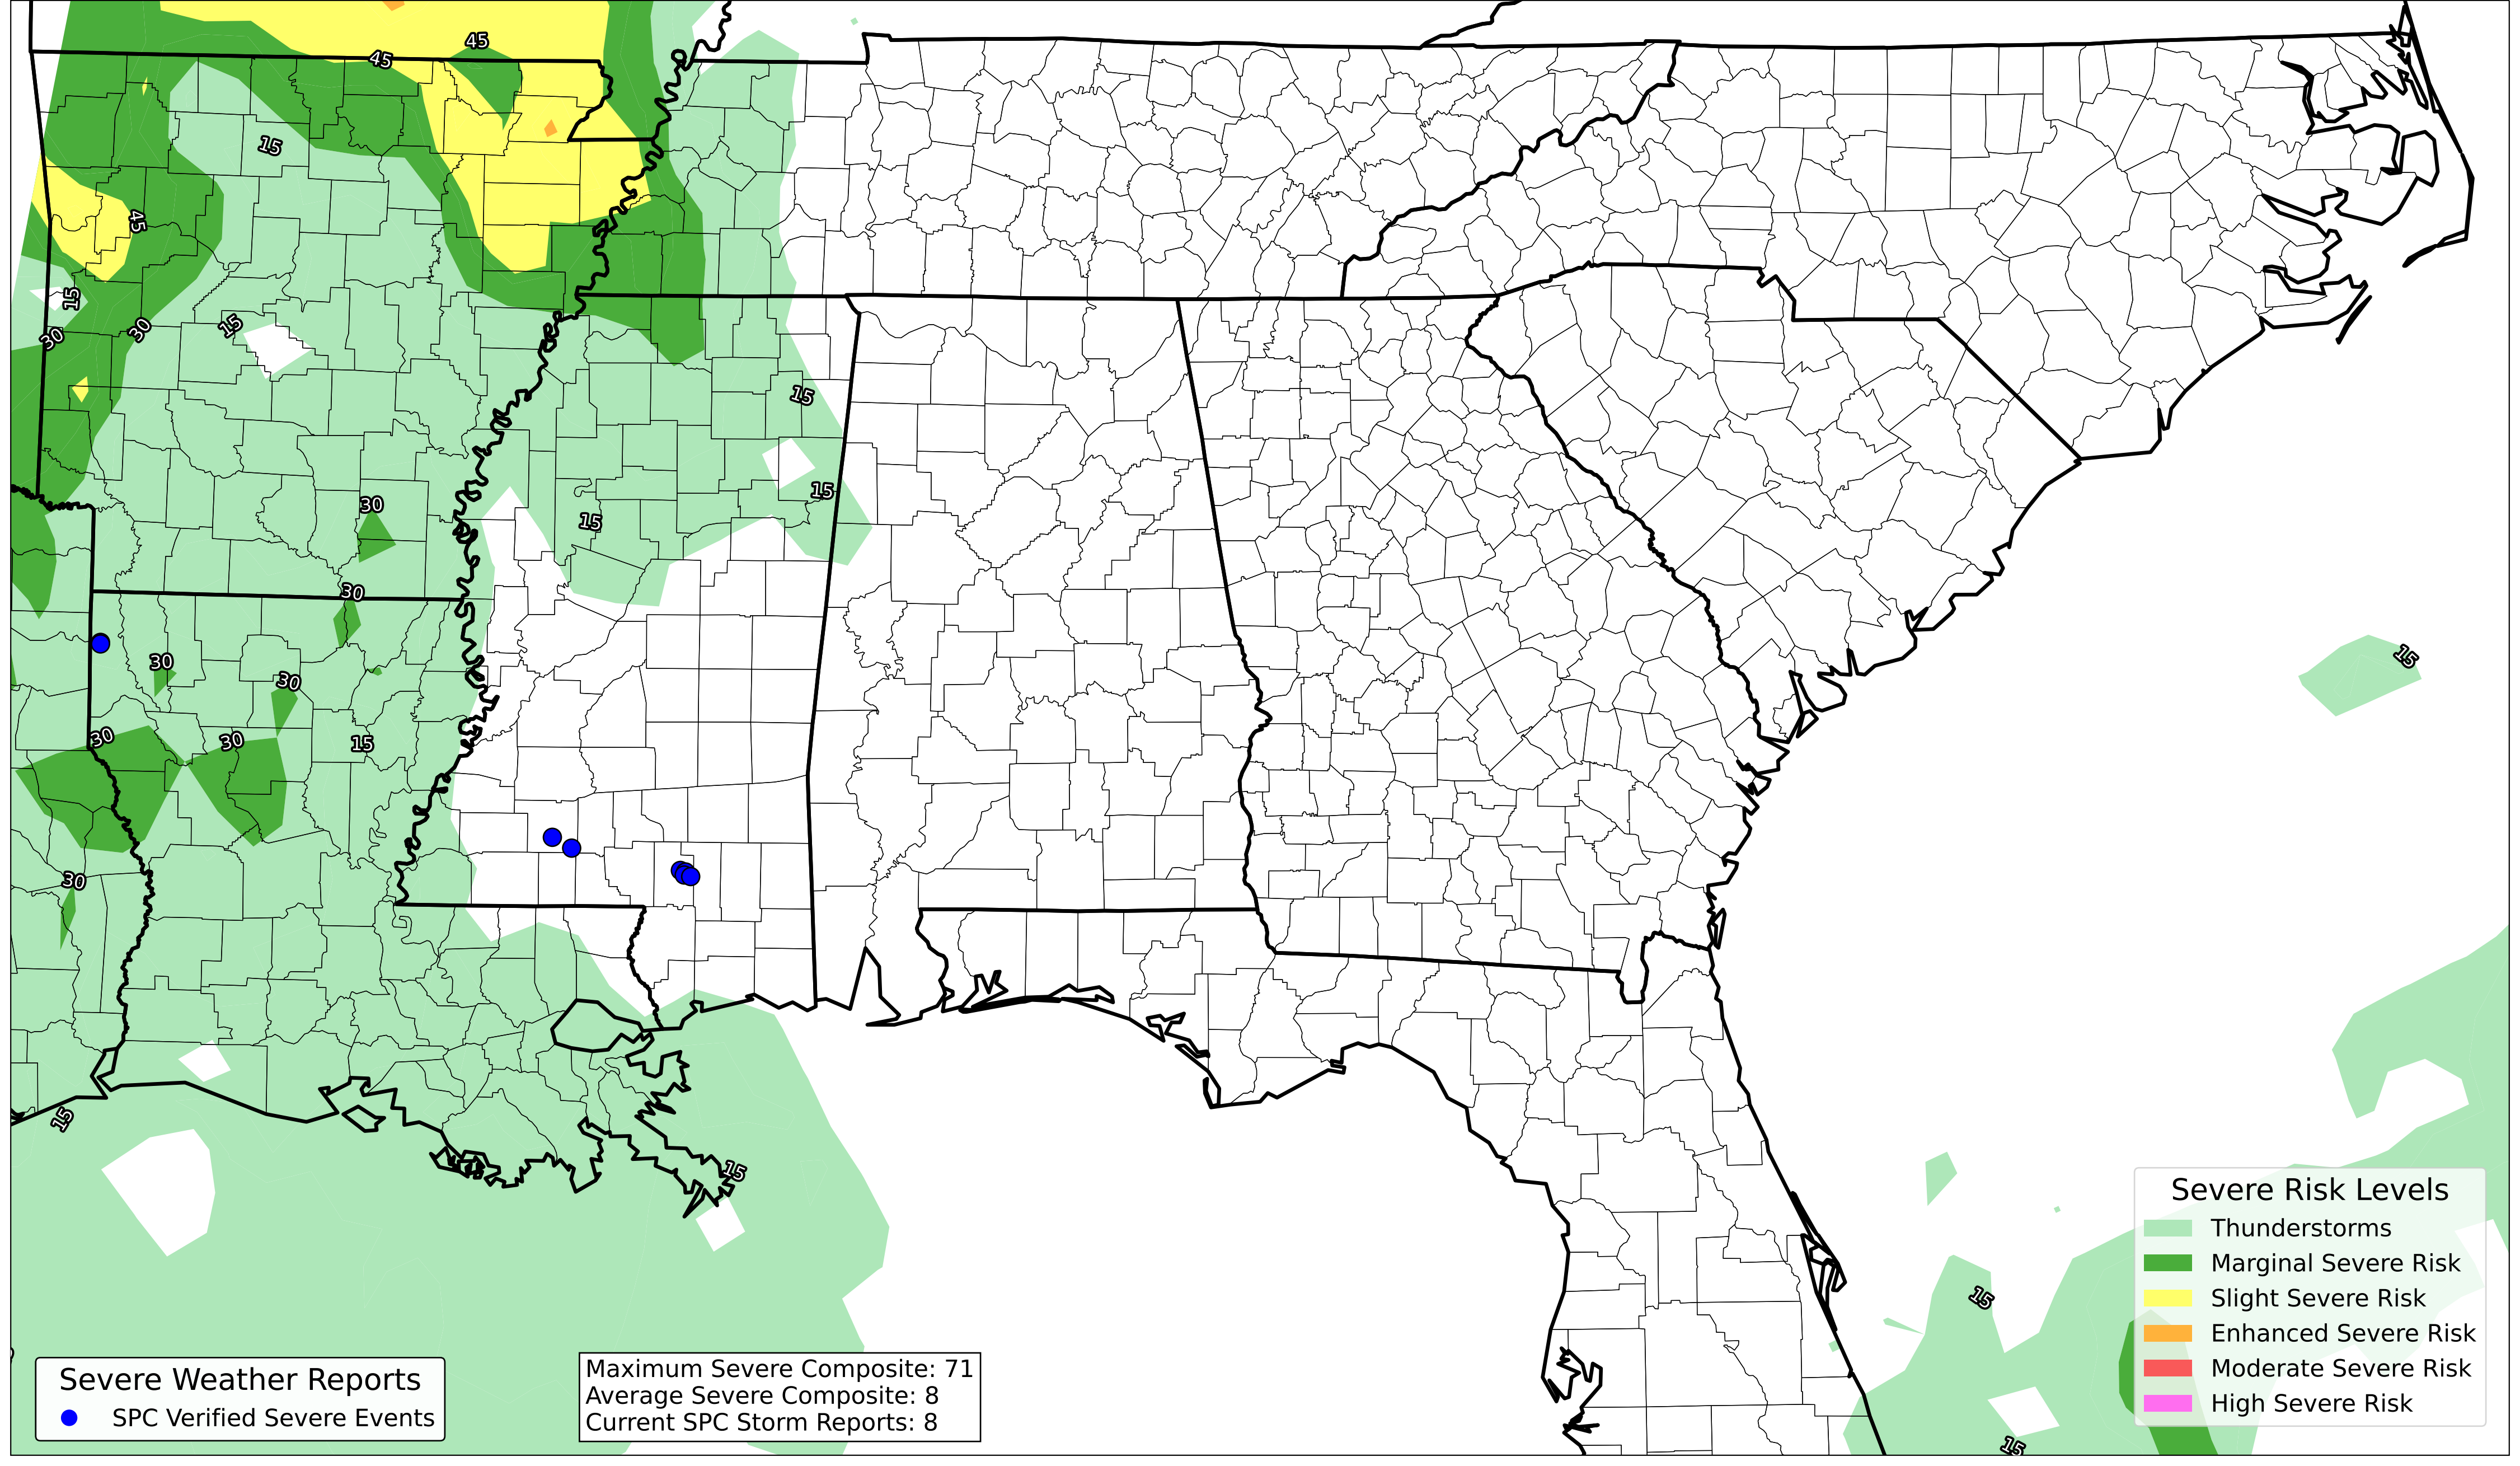 45
45
15
45
15
30
30
15
15
15
15
30
30
30
30
15
30
30
15
30
15
15
15
15
Severe Risk Levels
Thunderstorms
Marginal Severe Risk
Slight Severe Risk
Enhanced Severe Risk
Moderate Severe Risk
High Severe Risk
Severe Weather Reports
SPC Verified Severe Events
Maximum Severe Composite: 71
Average Severe Composite: 8
Current SPC Storm Reports: 8